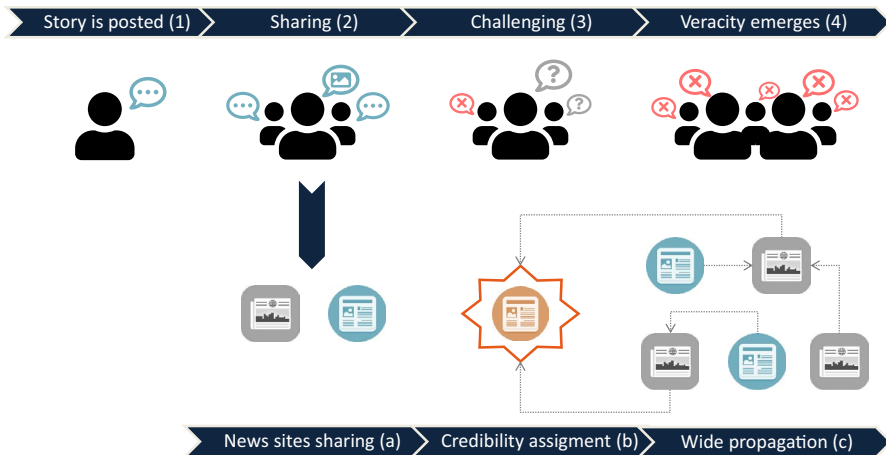 Story is posted (1)
Sharing (2)
Challenging (3)
Veracity emerges (4)
News sites sharing (a)
Credibility assigment (b)
Wide propagation (c)